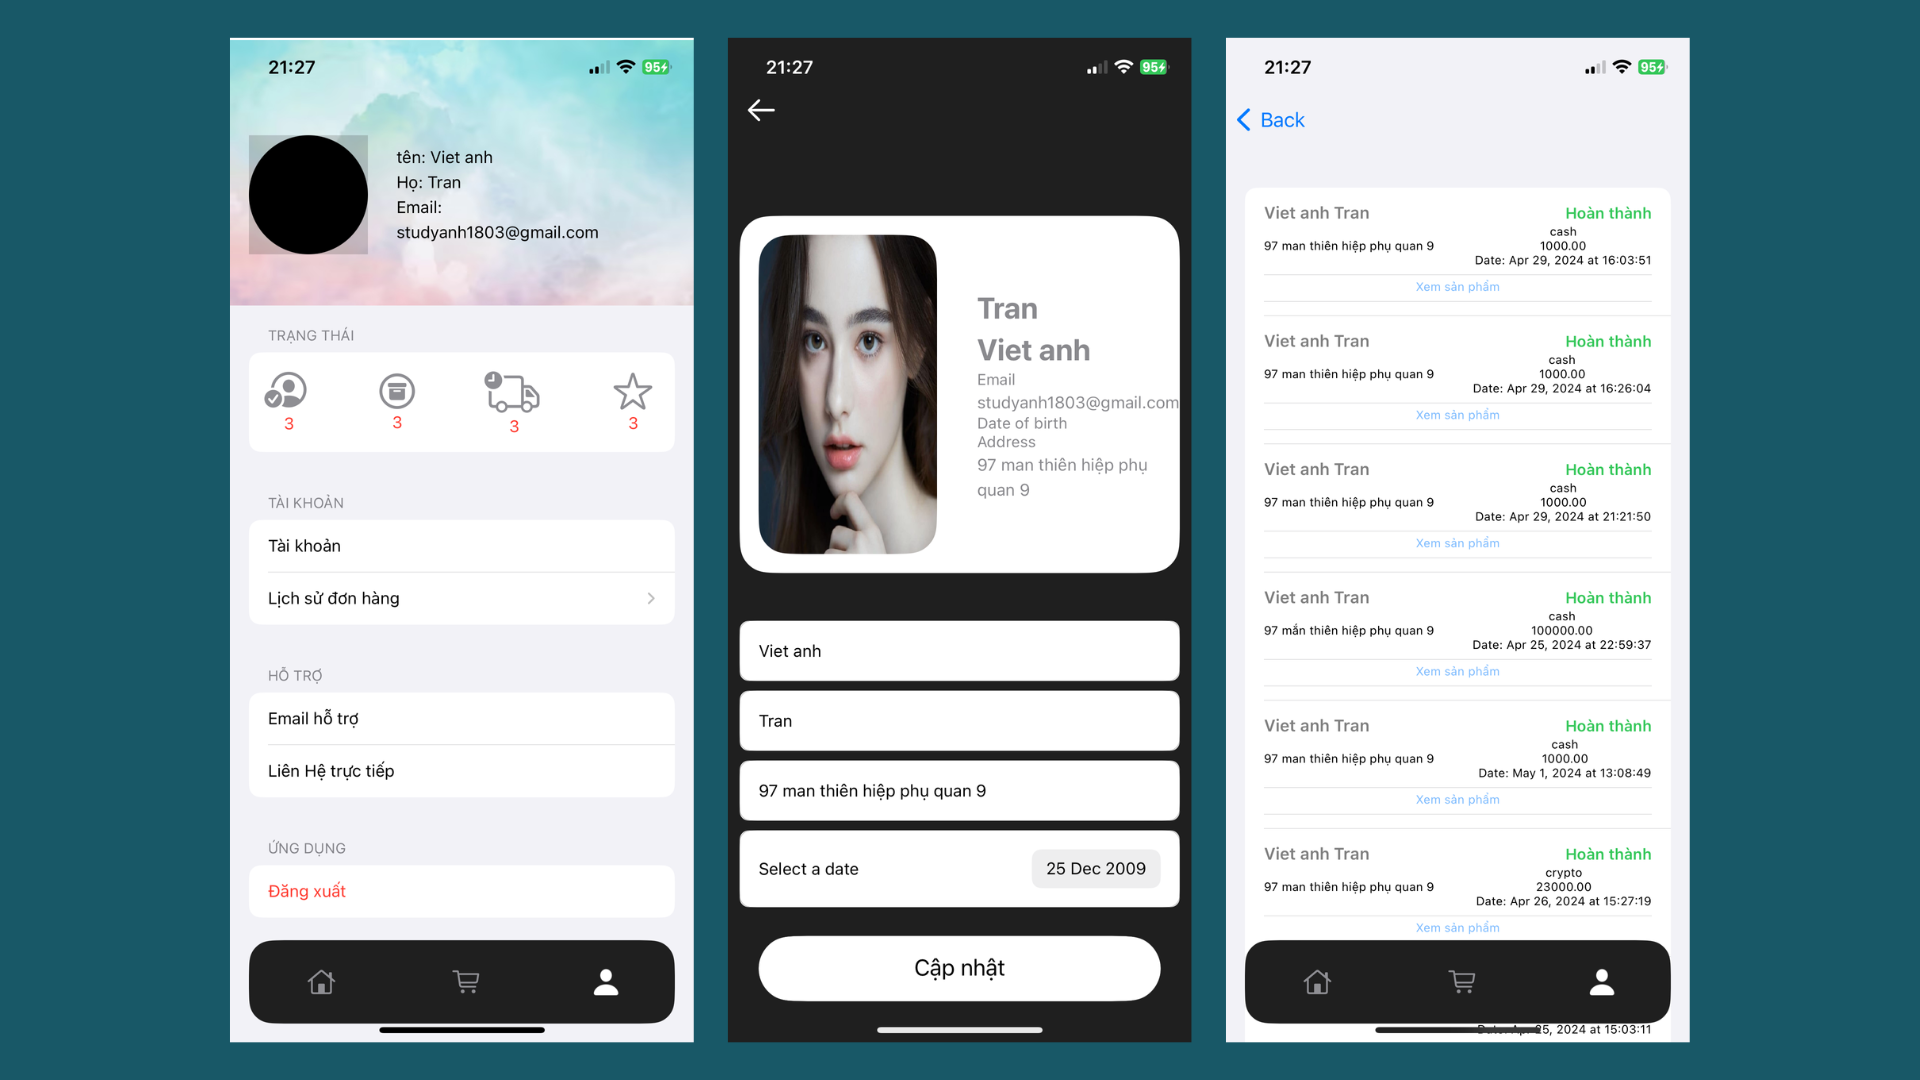 21:27
95
tên: Viet anh
Họ: Tran
Email:
studyanh1803@gmail.com
TRẠNG THÁI
3
3
3
3
TÀI KHOẢN
Tài khoản
Lịch sử đơn hàng
HỖ TRỢ
Email hỗ trợ
Liên Hệ trực tiếp
ỨNG DỤNG
Đăng xuất
21:27
95
Tran
Viet anh
Email
studyanh1803@gmail.com
Date of birth
Address
97 man thiên hiệp phụ
quan 9
Viet anh
Tran
97 man thiên hiệp phụ quan 9
Select a date
25 Dec 2009
Cập nhật
21:27
95
Back
Viet anh Tran
Hoàn thành
cash
97 man thiên hiệp phụ quan 9
1000.00
Date: Apr 29, 2024 at 16:03:51
Xem sản phẩm
Viet anh Tran
Hoàn thành
cash
97 man thiên hiệp phụ quan 9
1000.00
Date: Apr 29, 2024 at 16:26:04
Xem sản phẩm
Viet anh Tran
Hoàn thành
cash
97 man thiên hiệp phụ quan 9
1000.00
Date: Apr 29, 2024 at 21:21:50
Xem sản phẩm
Viet anh Tran
Hoàn thành
cash
97 mắn thiên hiệp phụ quan 9
100000.00
Date: Apr 25, 2024 at 22:59:37
Xem sản phẩm
Viet anh Tran
Hoàn thành
cash
97 man thiên hiệp phụ quan 9
1000.00
Date: May 1, 2024 at 13:08:49
Xem sản phẩm
Viet anh Tran
Hoàn thành
crypto
97 man thiên hiệp phụ quan 9
23000.00
Date: Apr 26, 2024 at 15:27:19
Xem sản phẩm
Date: Apr 25, 2024 at 15:03:11